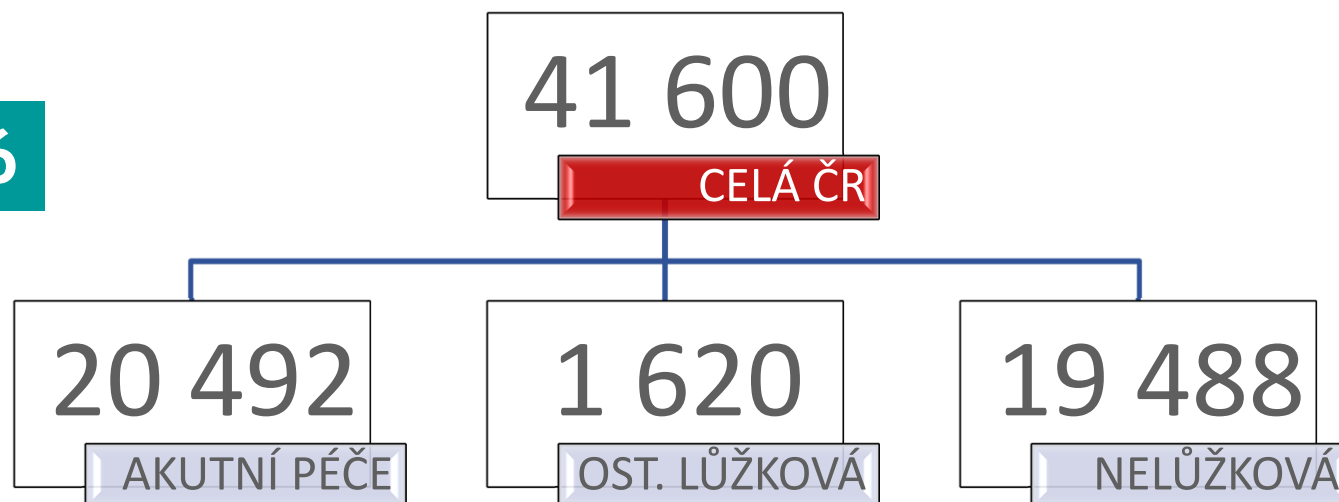 41 600
CELÁ ČR
20 492
AKUTNÍ PÉČE
1 620
OST. LŮŽKOVÁ
19 488
NELŮŽKOVÁ